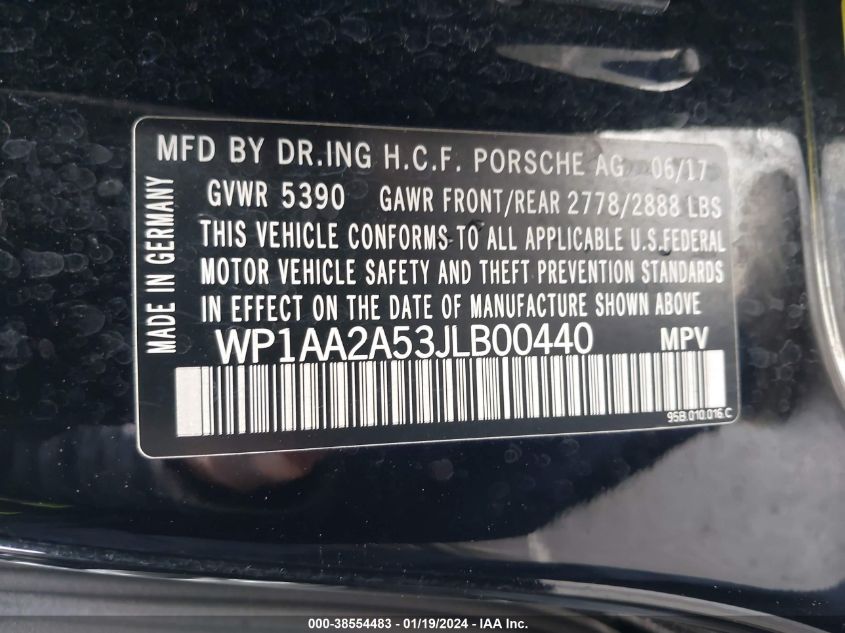 MFD BY DR.ING H.C.F. PORSCHE AG 06/17
GVWR 5390 GAWR FRONT/REAR 2778/2888 LBS
THIS VEHICLE CONFORMS TO ALL APPLICABLE U.S.FEDERAL
MOTOR VEHICLE SAFETY AND THEFT PREVENTION STANDARDS
IN EFFECT ON THE DATE OF MANUFACTURE SHOWN ABOVE
MADE IN GERMANY
WP1AA2A53JLB00440 MPV
95B.010.016.C
000-38554483 - 01/19/2024 - IAA Inc.